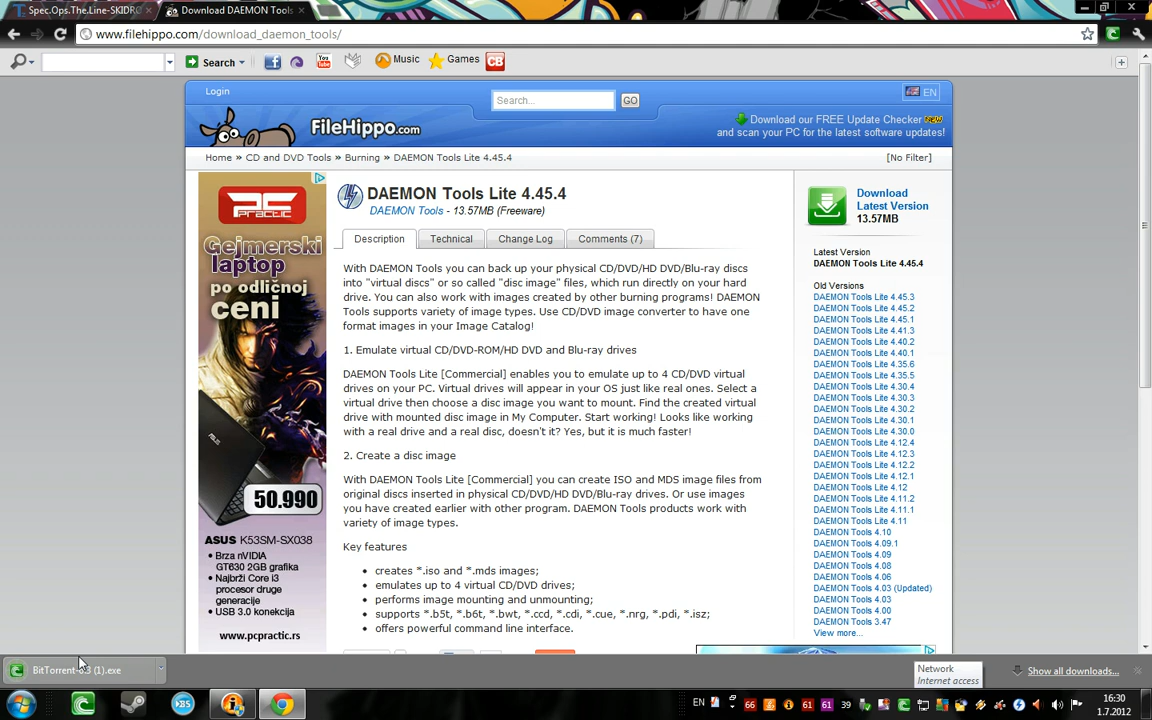 Spec.Ops.The.Line-SKIDRO
Download DAEMON Tools
www.filehippo.com/download_daemon_tools/
Search
You
Tube
Music
Games
CB
Login
Search...
GO
EN
FileHippo.com
Download our FREE Update Checker NEW
and scan your PC for the latest software updates!
Home » CD and DVD Tools » Burning » DAEMON Tools Lite 4.45.4
[No Filter]
PC
PRACTIC
Gejmerski
laptop
po odličnoj
ceni
50.990
ASUS K53SM-SX038
• Brza nVIDIA
GT630 2GB grafika
• Najbrži Core i3
procesor druge
generacije
• USB 3.0 konekcija
www.pcpractic.rs
DAEMON Tools Lite 4.45.4
DAEMON Tools - 13.57MB (Freeware)
Description
Technical
Change Log
Comments (7)
With DAEMON Tools you can back up your physical CD/DVD/HD DVD/Blu-ray discs
into "virtual discs" or so called "disc image" files, which run directly on your hard
drive. You can also work with images created by other burning programs! DAEMON
Tools supports variety of image types. Use CD/DVD image converter to have one
format images in your Image Catalog!
1. Emulate virtual CD/DVD-ROM/HD DVD and Blu-ray drives
DAEMON Tools Lite [Commercial] enables you to emulate up to 4 CD/DVD virtual
drives on your PC. Virtual drives will appear in your OS just like real ones. Select a
virtual drive then choose a disc image you want to mount. Find the created virtual
drive with mounted disc image in My Computer. Start working! Looks like working
with a real drive and a real disc, doesn't it? Yes, but it is much faster!
2. Create a disc image
With DAEMON Tools Lite [Commercial] you can create ISO and MDS image files from
original discs inserted in physical CD/DVD/HD DVD/Blu-ray drives. Or use images
you have created earlier with other program. DAEMON Tools products work with
variety of image types.
Key features
• creates *.iso and *.mds images;
• emulates up to 4 virtual CD/DVD drives;
• performs image mounting and unmounting;
• supports *.b5t, *.b6t, *.bwt, *.ccd, *.cdi, *.cue, *.nrg, *.pdi, *.isz;
• offers powerful command line interface.
Download
Latest Version
13.57MB
Latest Version
DAEMON Tools Lite 4.45.4
Old Versions
DAEMON Tools Lite 4.45.3
DAEMON Tools Lite 4.45.2
DAEMON Tools Lite 4.45.1
DAEMON Tools Lite 4.41.3
DAEMON Tools Lite 4.40.2
DAEMON Tools Lite 4.40.1
DAEMON Tools Lite 4.35.6
DAEMON Tools Lite 4.35.5
DAEMON Tools Lite 4.30.4
DAEMON Tools Lite 4.30.3
DAEMON Tools Lite 4.30.2
DAEMON Tools Lite 4.30.1
DAEMON Tools Lite 4.30.0
DAEMON Tools Lite 4.12.4
DAEMON Tools Lite 4.12.3
DAEMON Tools Lite 4.12.2
DAEMON Tools Lite 4.12.1
DAEMON Tools Lite 4.12
DAEMON Tools Lite 4.11.2
DAEMON Tools Lite 4.11.1
DAEMON Tools Lite 4.11
DAEMON Tools 4.10
DAEMON Tools 4.09.1
DAEMON Tools 4.09
DAEMON Tools 4.08
DAEMON Tools 4.06
DAEMON Tools 4.03 (Updated)
DAEMON Tools 4.03
DAEMON Tools 4.00
DAEMON Tools 3.47
View more...
BitTorrent-6.3 (1).exe
Network
Internet access
Show all downloads...
EN
66
61
61
39
16:30
1.7.2012